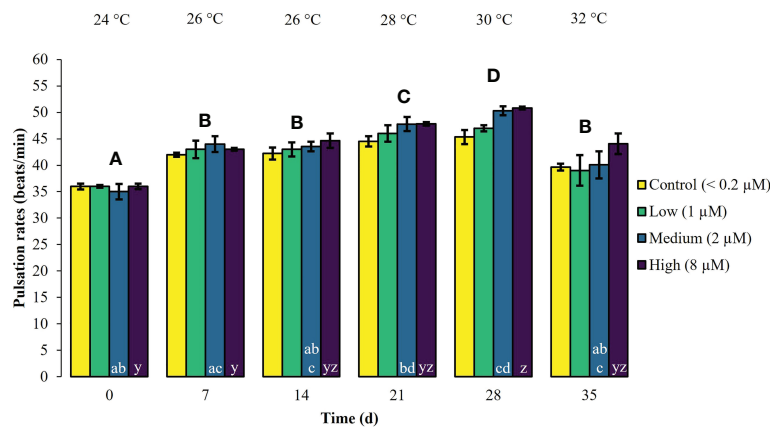 24 °C 26 °C 26 °C 28 °C 30 °C 32 °C
Pulsation rates (beats/min)
60
55
50
45
40
35
30
25
20
15
10
5
0
A B B C D B
ab y ac y ab c yz bd yz cd z ab c yz
0 7 14 21 28 35
Time (d)
Control (< 0.2 µM)
Low (1 µM)
Medium (2 µM)
High (8 µM)